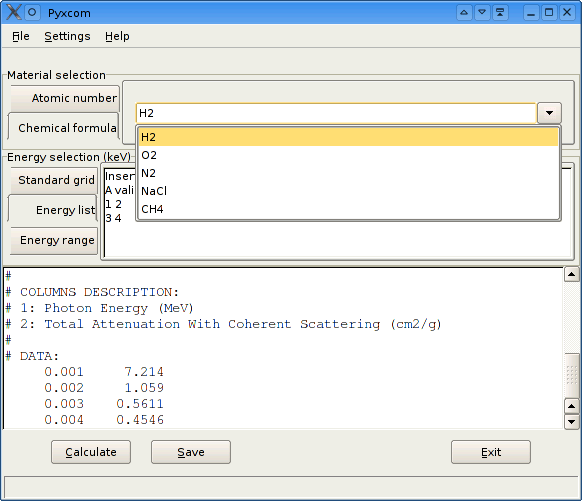 Pyxcom
File Settings Help
Material selection
Atomic number
Chemical formula
H2
H2
O2
N2
NaCl
CH4
Energy selection (keV)
Standard grid
Energy list
Energy range
Inser
A vali
1 2
3 4
#
# COLUMNS DESCRIPTION:
# 1: Photon Energy (MeV)
# 2: Total Attenuation With Coherent Scattering (cm2/g)
#
# DATA:
0.001 7.214
0.002 1.059
0.003 0.5611
0.004 0.4546
Calculate Save Exit